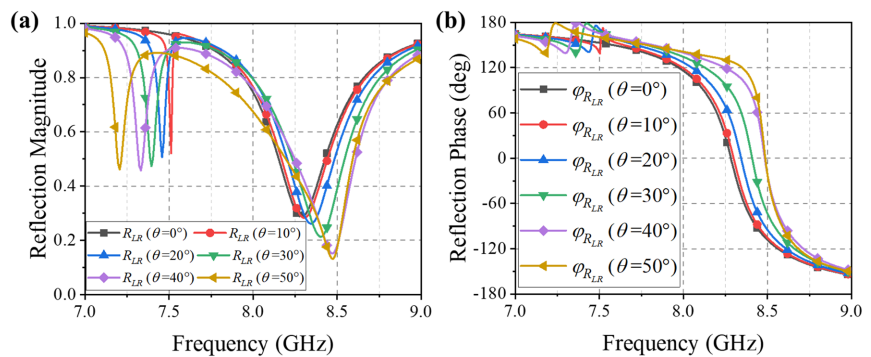 (a)
Reflection Magnitude
1.0
0.8
0.6
0.4
0.2
0.0
R_LR (θ=0°) R_LR (θ=10°)
R_LR (θ=20°) R_LR (θ=30°)
R_LR (θ=40°) R_LR (θ=50°)
7.0 7.5 8.0 8.5 9.0
Frequency (GHz)
(b)
Reflection Phase (deg)
180
120
60
0
-60
-120
-180
φ_R_LR (θ=0°)
φ_R_LR (θ=10°)
φ_R_LR (θ=20°)
φ_R_LR (θ=30°)
φ_R_LR (θ=40°)
φ_R_LR (θ=50°)
7.0 7.5 8.0 8.5 9.0
Frequency (GHz)